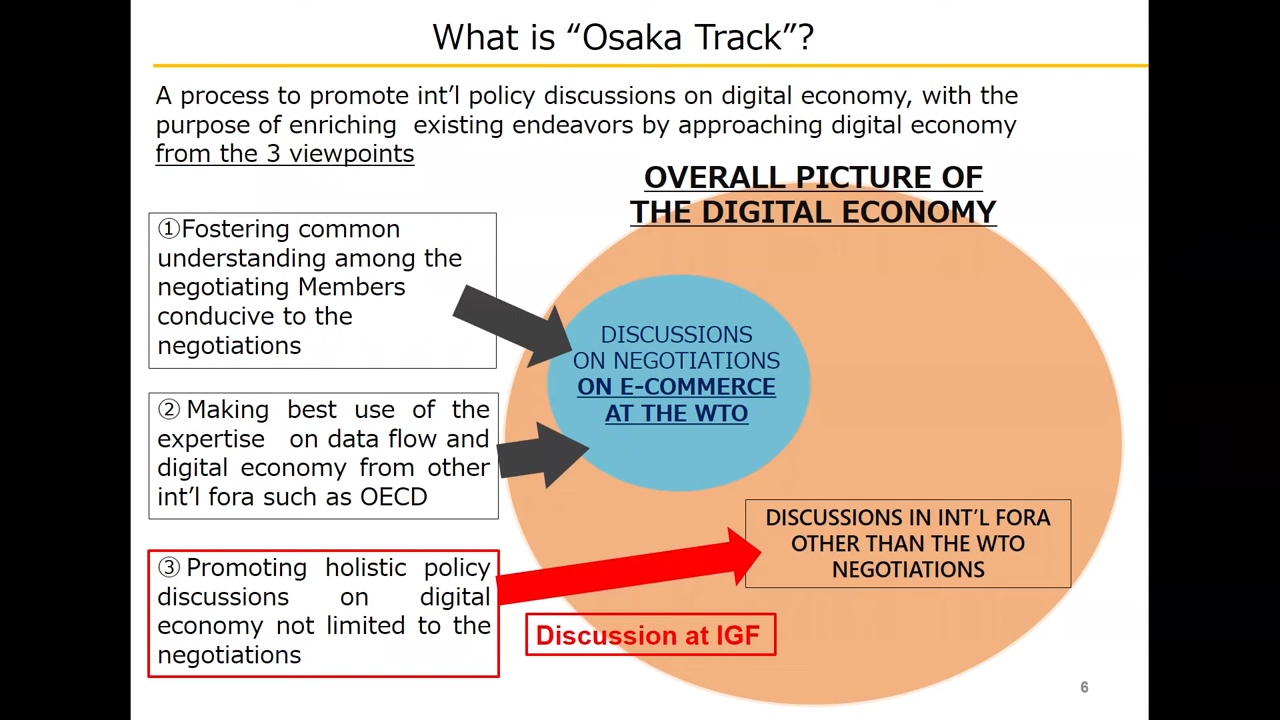 What is “Osaka Track”?
A process to promote int’l policy discussions on digital economy, with the
purpose of enriching existing endeavors by approaching digital economy
from the 3 viewpoints
OVERALL PICTURE OF
THE DIGITAL ECONOMY
①Fostering common
understanding among the
negotiating Members
conducive to the
negotiations
DISCUSSIONS
ON NEGOTIATIONS
ON E-COMMERCE
AT THE WTO
② Making best use of the
expertise on data flow and
digital economy from other
int’l fora such as OECD
③ Promoting holistic policy
discussions on digital
economy not limited to the
negotiations
DISCUSSIONS IN INT’L FORA
OTHER THAN THE WTO
NEGOTIATIONS
Discussion at IGF
6